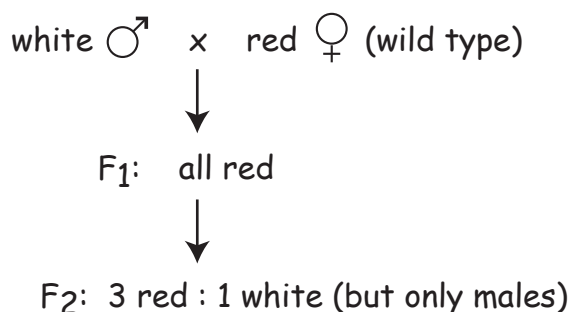 white ♂ x red ♀ (wild type)
F1: all red
F2: 3 red : 1 white (but only males)